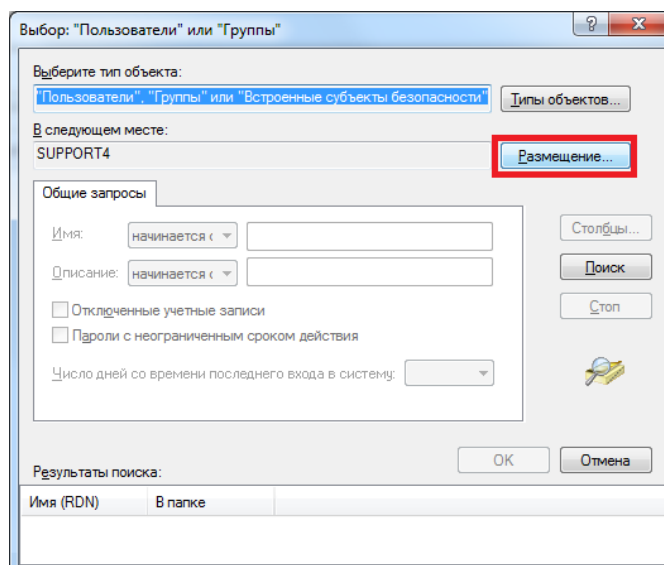 Выбор: "Пользователи" или "Группы"
Выберите тип объекта:
"Пользователи", "Группы" или "Встроенные субъекты безопасности"
Типы объектов...
В следующем месте:
SUPPORT4
Размещение...
Общие запросы
Имя: начинается с
Столбцы...
Описание: начинается с
Поиск
Отключенные учетные записи
Стоп
Пароли с неограниченным сроком действия
Число дней со времени последнего входа в систему:
OK Отмена
Результаты поиска:
Имя (RDN) В папке